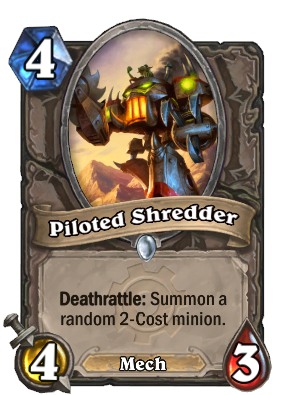 4
Piloted Shredder
Deathrattle: Summon a
random 2-Cost minion.
4
Mech
3